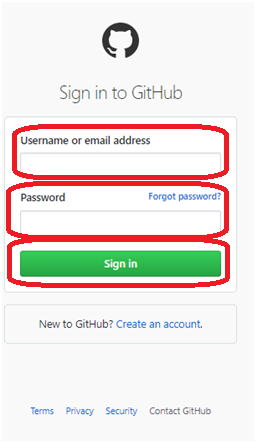 Sign in to GitHub
Username or email address
Password Forgot password?
Sign in
New to GitHub? Create an account.
Terms Privacy Security Contact GitHub